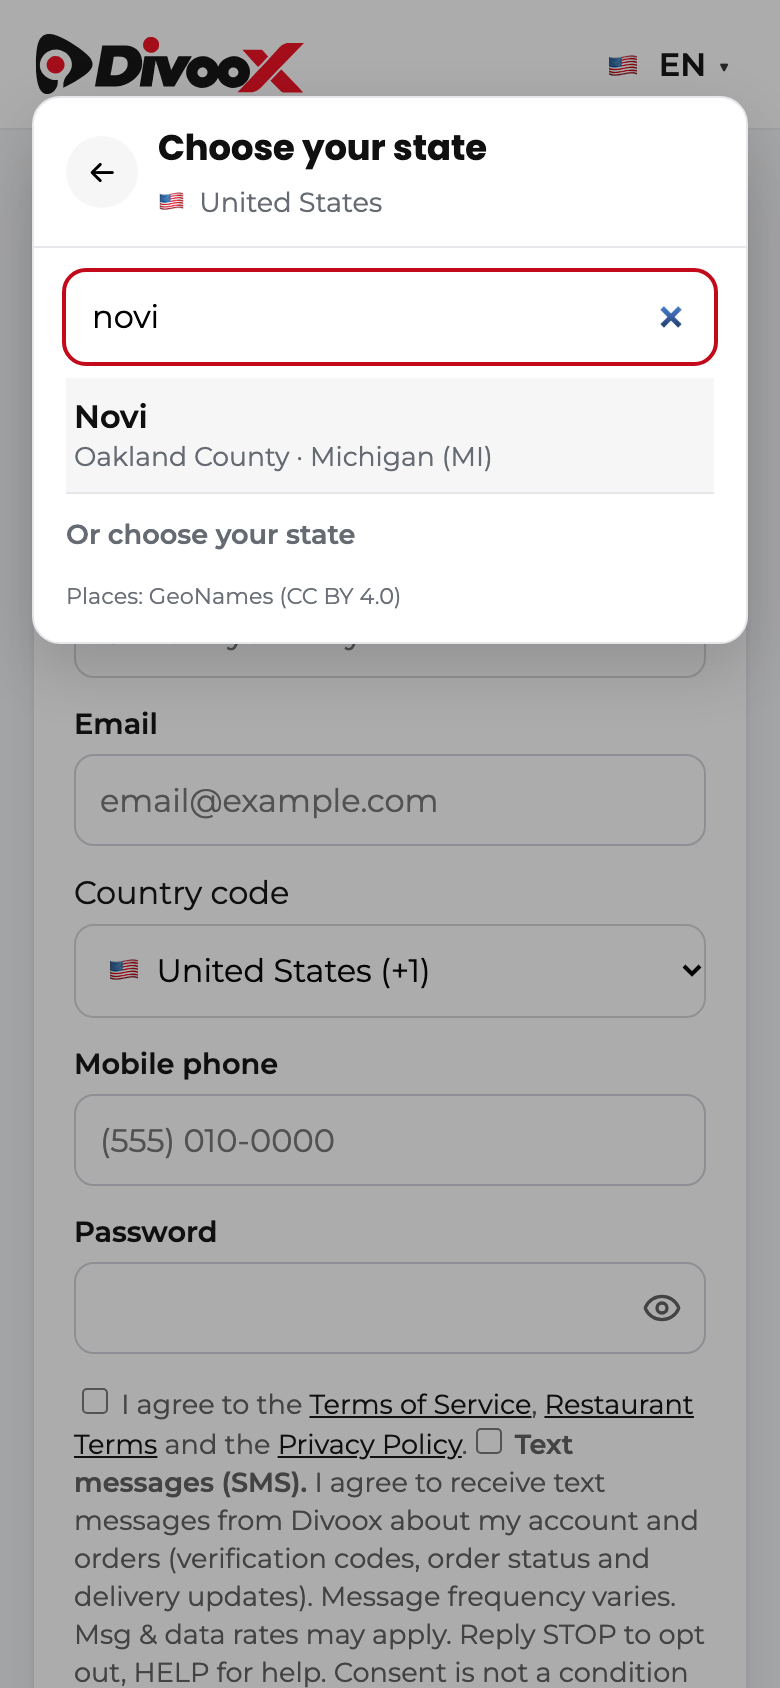 DivooX
EN
Choose your state
United States
novi
Novi
Oakland County · Michigan (MI)
Or choose your state
Places: GeoNames (CC BY 4.0)
Email
email@example.com
Country code
United States (+1)
Mobile phone
(555) 010-0000
Password
I agree to the Terms of Service, Restaurant
Terms and the Privacy Policy. Text
messages (SMS). I agree to receive text
messages from Divoox about my account and
orders (verification codes, order status and
delivery updates). Message frequency varies.
Msg & data rates may apply. Reply STOP to opt
out, HELP for help. Consent is not a condition